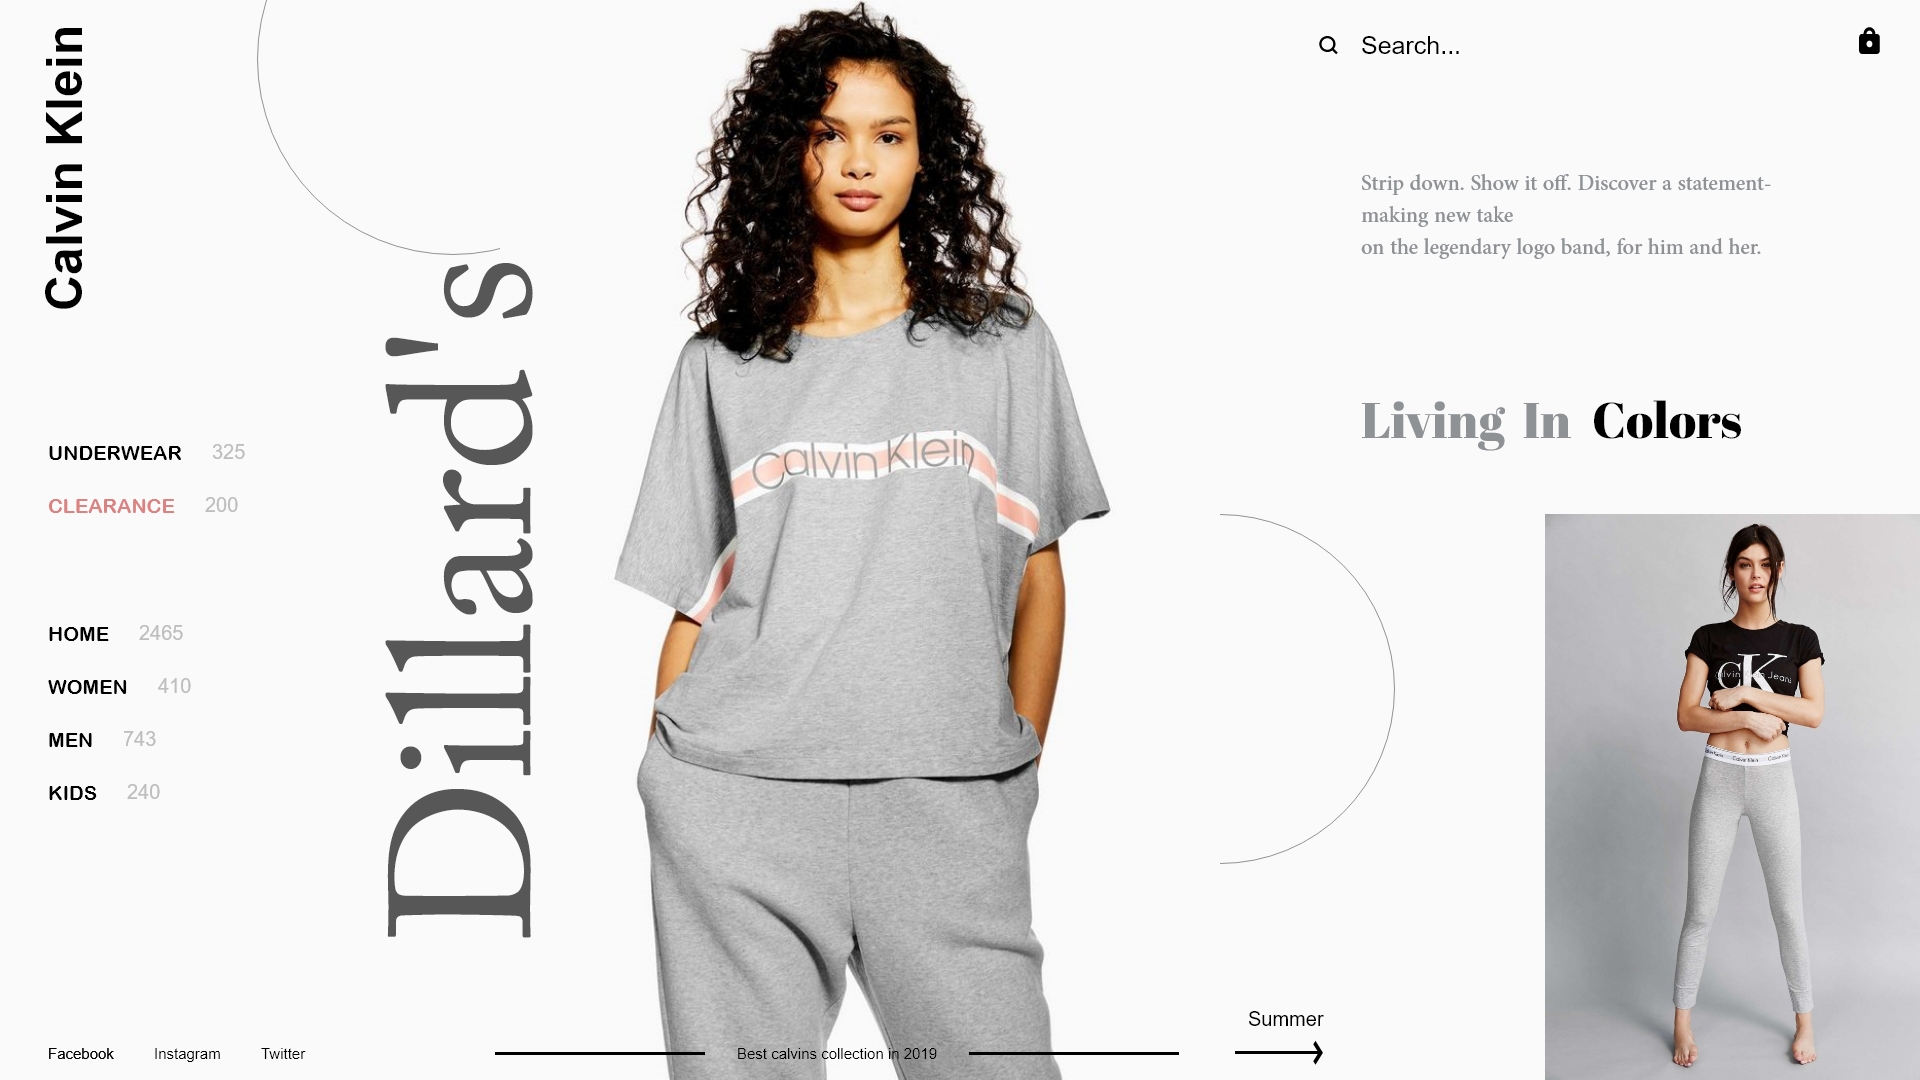 Calvin Klein
Search...
Strip down. Show it off. Discover a statement-
making new take
on the legendary logo band, for him and her.
Dillard's
Living In Colors
UNDERWEAR 325
CLEARANCE 200
HOME 2465
WOMEN 410
MEN 743
KIDS 240
Calvin Klein
CK
Calvin Klein
Summer
Facebook Instagram Twitter
Best calvins collection in 2019